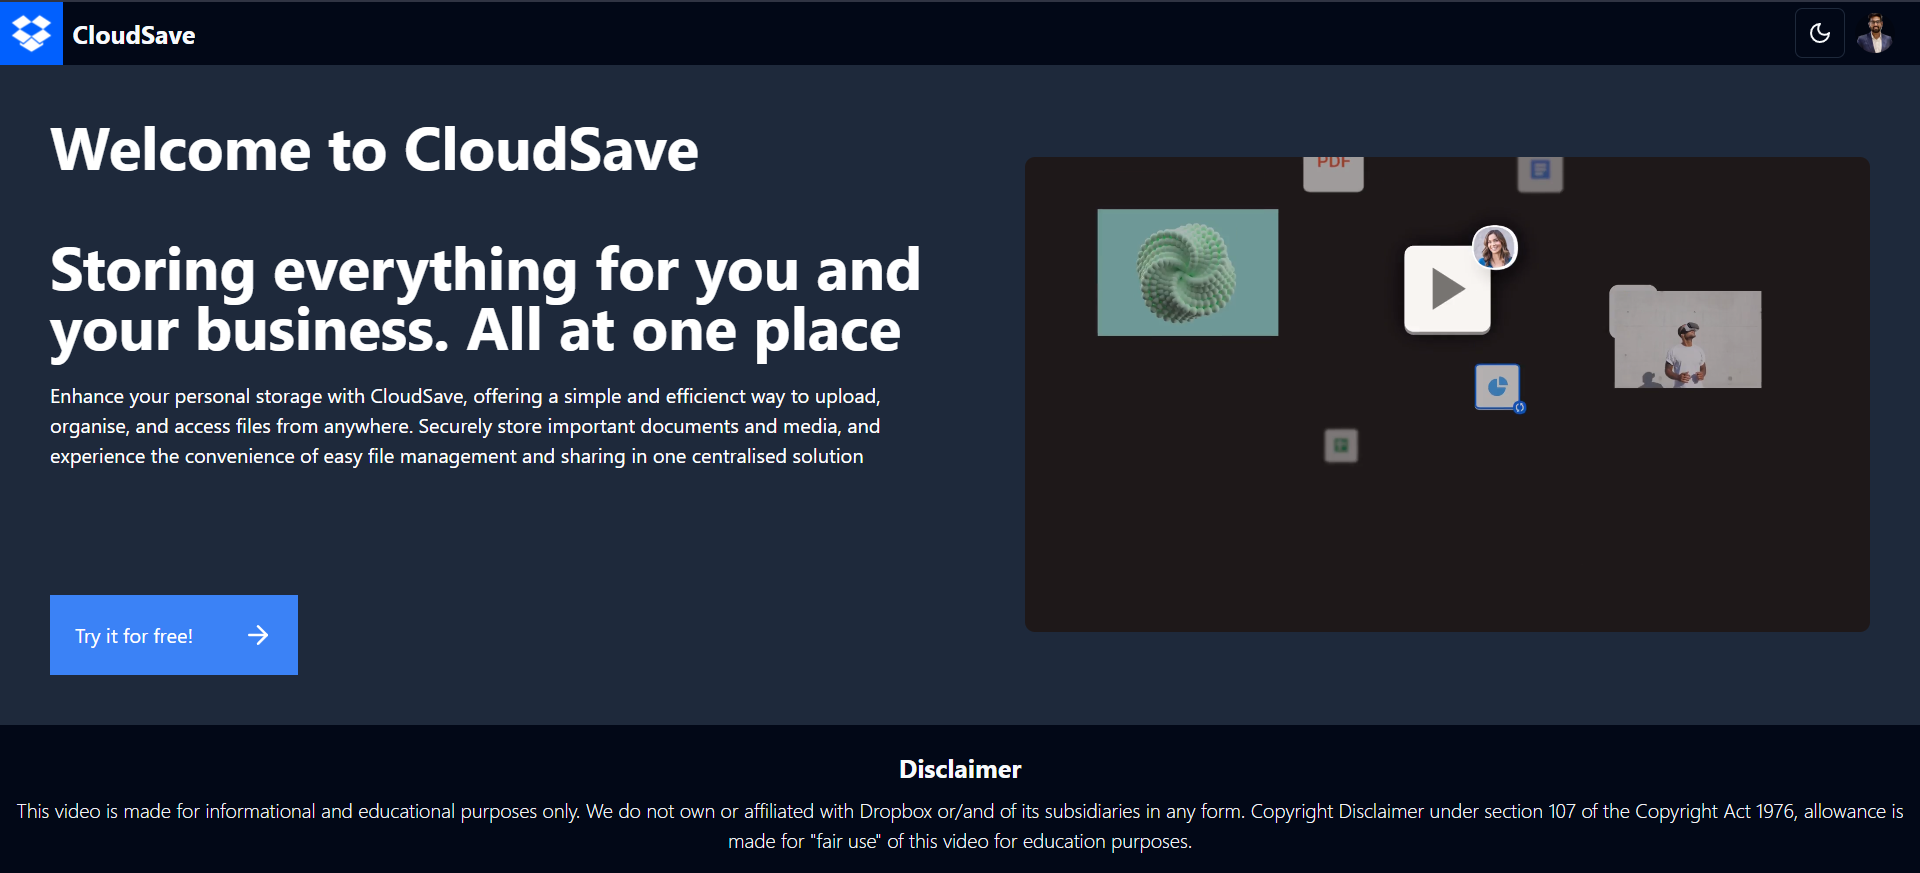 CloudSave
Welcome to CloudSave
Storing everything for you and
your business. All at one place
Enhance your personal storage with CloudSave, offering a simple and efficienct way to upload,
organise, and access files from anywhere. Securely store important documents and media, and
experience the convenience of easy file management and sharing in one centralised solution
Try it for free!
PDF
Disclaimer
This video is made for informational and educational purposes only. We do not own or affiliated with Dropbox or/and of its subsidiaries in any form. Copyright Disclaimer under section 107 of the Copyright Act 1976, allowance is
made for "fair use" of this video for education purposes.